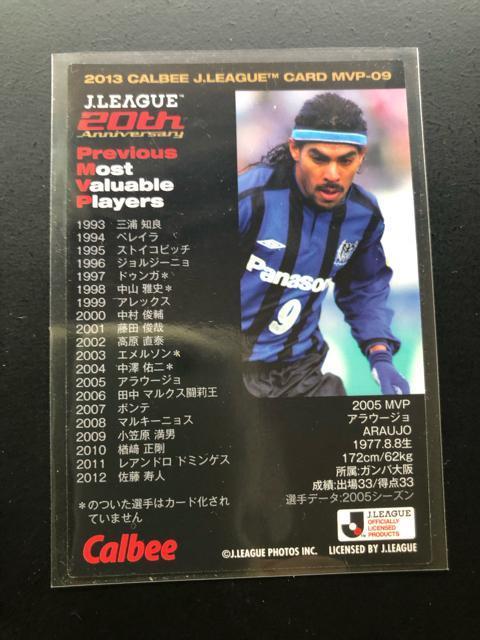 2013 CALBEE J.LEAGUE™ CARD MVP-09
J.LEAGUE™
20th
Anniversary
Previous
Most
Valuable
Players
1993 三浦 知良
1994 ペレイラ
1995 ストイコビッチ
1996 ジョルジーニョ
1997 ドゥンガ*
1998 中山 雅史*
1999 アレックス
2000 中村 俊輔
2001 藤田 俊哉
2002 高原 直泰
2003 エメルソン*
2004 中澤 佑二*
2005 アラウージョ
2006 田中 マルクス闘莉王
2007 ポンテ
2008 マルキーニョス
2009 小笠原 満男
2010 楢﨑 正剛
2011 レアンドロ ドミンゲス
2012 佐藤 寿人
*のついた選手はカード化され
ていません
Calbee
Panasonic
9
2005 MVP
アラウージョ
ARAUJO
1977.8.8生
172cm/62kg
所属:ガンバ大阪
成績:出場33/得点33
選手データ:2005シーズン
J.LEAGUE
OFFICIALLY
LICENSED
PRODUCTS
©J.LEAGUE PHOTOS INC. LICENSED BY J.LEAGUE